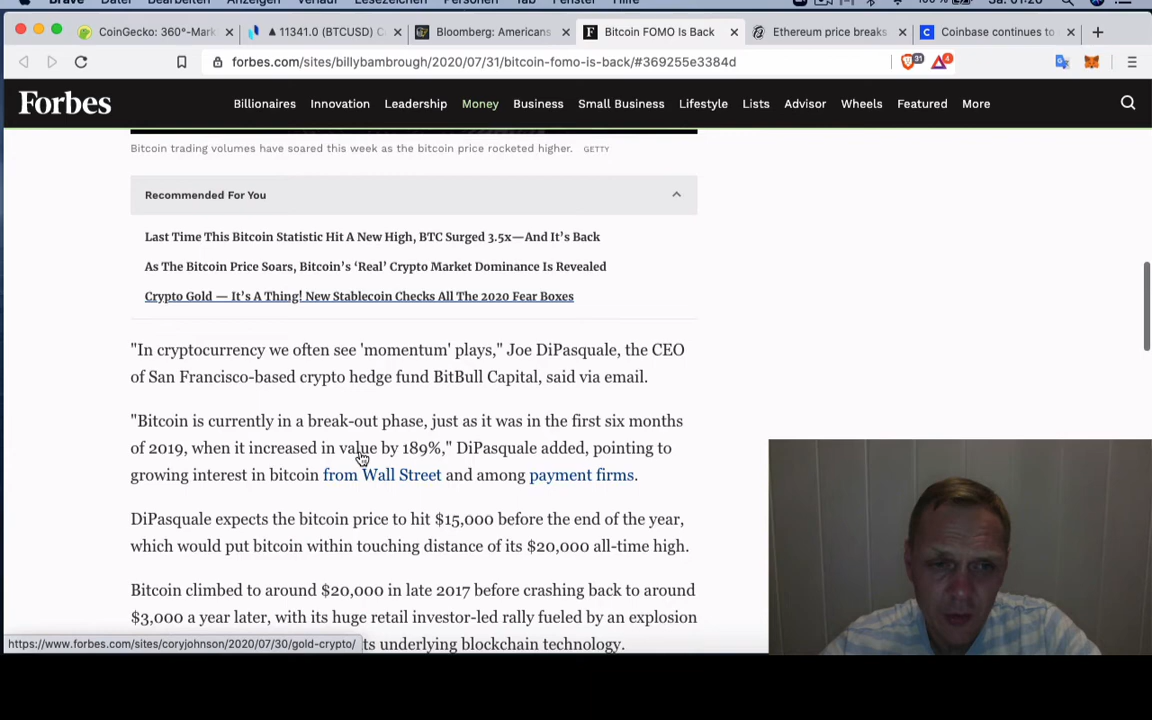 Brave Datei Bearbeiten Anzeigen Verlauf Lesezeichen Personen Tab Fenster Hilfe
CoinGecko: 360°-Mark
11341.0 (BTCUSD) C
Bloomberg: Americans
Bitcoin FOMO Is Back
Ethereum price breaks
Coinbase continues to
forbes.com/sites/billybambrough/2020/07/31/bitcoin-fomo-is-back/#369255e3384d
31
4
Forbes
Billionaires Innovation Leadership Money Business Small Business Lifestyle Lists Advisor Wheels Featured More
Bitcoin trading volumes have soared this week as the bitcoin price rocketed higher. GETTY
Recommended For You
Last Time This Bitcoin Statistic Hit A New High, BTC Surged 3.5x—And It's Back
As The Bitcoin Price Soars, Bitcoin's 'Real' Crypto Market Dominance Is Revealed
Crypto Gold — It's A Thing! New Stablecoin Checks All The 2020 Fear Boxes
"In cryptocurrency we often see 'momentum' plays," Joe DiPasquale, the CEO
of San Francisco-based crypto hedge fund BitBull Capital, said via email.
"Bitcoin is currently in a break-out phase, just as it was in the first six months
of 2019, when it increased in value by 189%," DiPasquale added, pointing to
growing interest in bitcoin from Wall Street and among payment firms.
DiPasquale expects the bitcoin price to hit $15,000 before the end of the year,
which would put bitcoin within touching distance of its $20,000 all-time high.
Bitcoin climbed to around $20,000 in late 2017 before crashing back to around
$3,000 a year later, with its huge retail investor-led rally fueled by an explosion
ts underlying blockchain technology.
https://www.forbes.com/sites/coryjohnson/2020/07/30/gold-crypto/